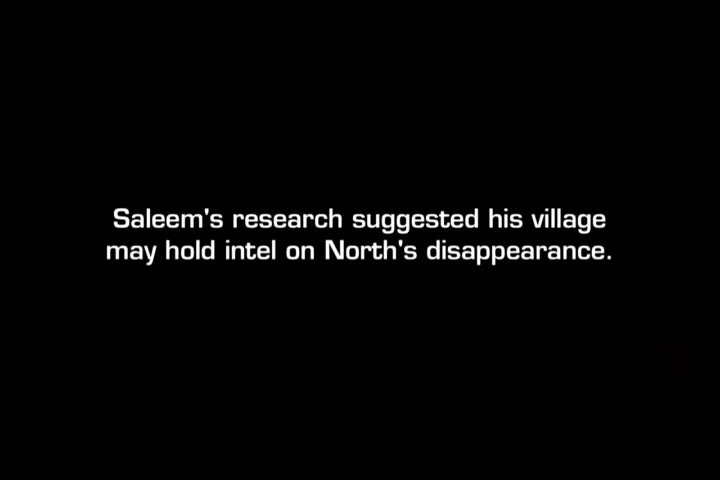 Saleem's research suggested his village
may hold intel on North's disappearance.